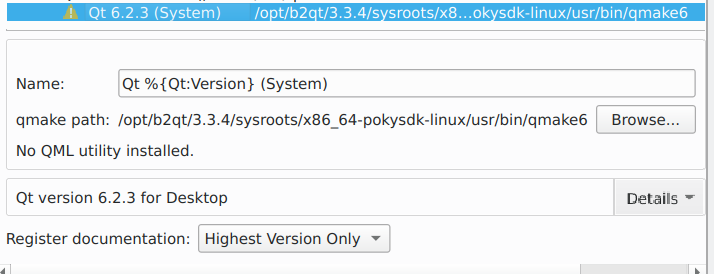 Qt 6.2.3 (System) /opt/b2qt/3.3.4/sysroots/x8...okysdk-linux/usr/bin/qmake6
Name: Qt %{Qt:Version} (System)
qmake path: /opt/b2qt/3.3.4/sysroots/x86_64-pokysdk-linux/usr/bin/qmake6 Browse...
No QML utility installed.
Qt version 6.2.3 for Desktop Details
Register documentation: Highest Version Only